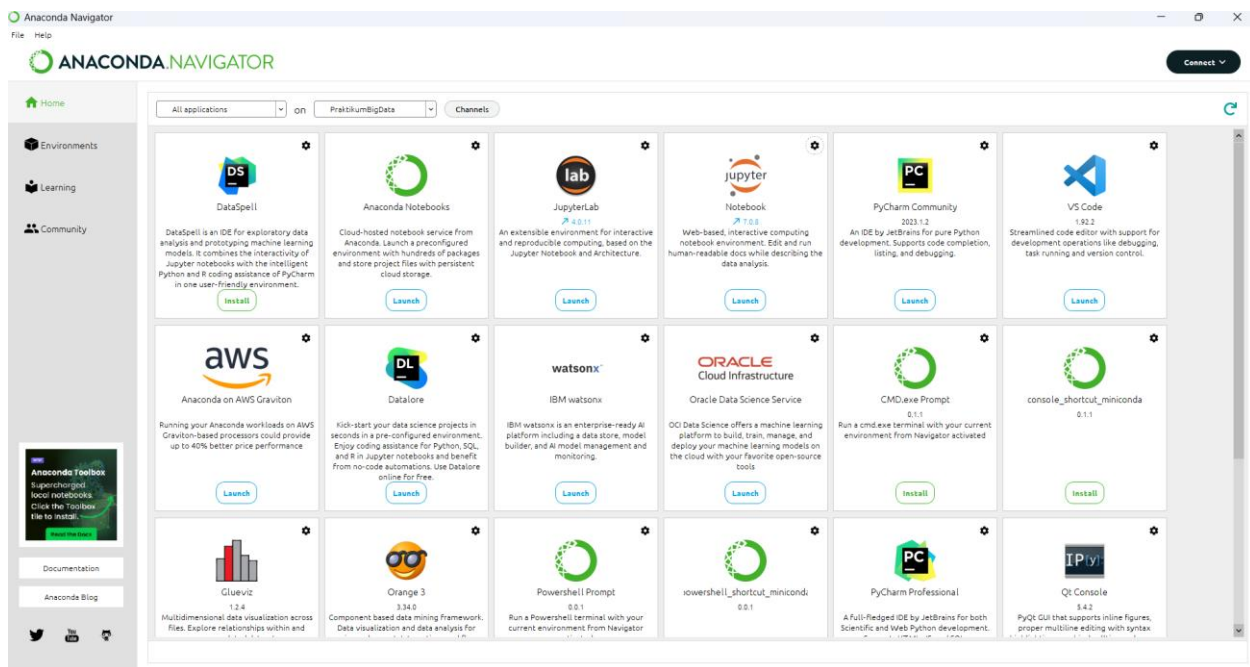 Anaconda Navigator
File Help
ANACONDA.NAVIGATOR
Connect
Home
Environments
Learning
Community
All applications on PraktikumBigData Channels
DS
DataSpell
DataSpell is an IDE for exploratory data
analysis and prototyping machine learning
models. It combines the interactivity of
Jupyter notebooks with the intelligent
Python and R coding assistance of PyCharm
in one user-friendly environment.
Install
Anaconda Notebooks
Cloud-hosted notebook service from
Anaconda. Launch a preconfigured
environment with hundreds of packages
and store project files with persistent
cloud storage.
Launch
lab
JupyterLab
4.0.11
An extensible environment for interactive
and reproducible computing, based on the
Jupyter Notebook and Architecture.
Launch
jupyter
Notebook
7.0.8
Web-based, interactive computing
notebook environment. Edit and run
human-readable docs while describing the
data analysis.
Launch
PC
PyCharm Community
2023.1.2
An IDE by JetBrains for pure Python
development. Supports code completion,
listing, and debugging.
Launch
VS Code
1.92.2
Streamlined code editor with support for
development operations like debugging,
task running and version control.
Launch
aws
Anaconda on AWS Graviton
Running your Anaconda workloads on AWS
Graviton-based processors could provide
up to 40% better price performance
Launch
DL
Datalore
Kick-start your data science projects in
seconds in a pre-configured environment.
Enjoy coding assistance for Python, SQL,
and R in Jupyter notebooks and benefit
from no-code automations. Use Datalore
online for free.
Launch
watsonx
IBM watsonx
IBM watsonx is an enterprise-ready AI
platform including a data store, model
builder, and AI model management and
monitoring.
Launch
ORACLE
Cloud Infrastructure
Oracle Data Science Service
OCI Data Science offers a machine learning
platform to build, train, manage, and
deploy your machine learning models on
the cloud with your favorite open-source
tools
Launch
CMD.exe Prompt
0.1.1
Run a cmd.exe terminal with your current
environment from Navigator activated
Install
console_shortcut_miniconda
0.1.1
Install
Glueviz
1.2.4
Multidimensional data visualization across
files. Explore relationships within and
Orange 3
3.34.0
Component based data mining framework.
Data visualization and data analysis for
Powershell Prompt
0.0.1
Run a Powershell terminal with your
current environment from Navigator
owershell_shortcut_minicond
0.0.1
PC
PyCharm Professional
A full-fledged IDE by JetBrains for both
Scientific and Web Python development.
IP[y]:
Qt Console
5.4.2
PyQt GUI that supports inline figures,
proper multiline editing with syntax
Anaconda Toolbox
Supercharged
local notebooks.
Click the Toolbox
tile to install.
Read the Docs
Documentation
Anaconda Blog
You
Tube